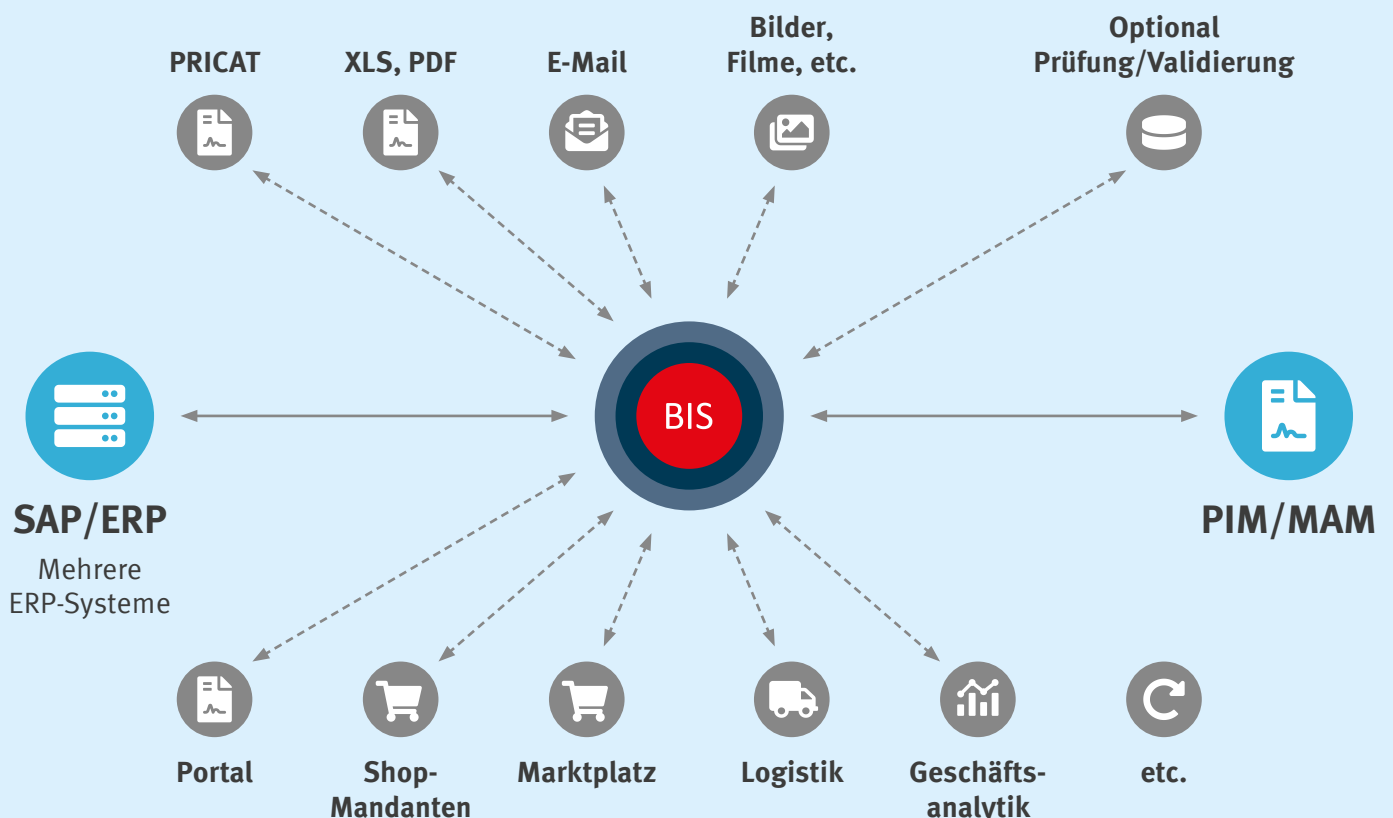 PRICAT
XLS, PDF
E-Mail
Bilder,
Filme, etc.
Optional
Prüfung/Validierung
BIS
SAP/ERP
Mehrere
ERP-Systeme
PIM/MAM
Portal
Shop-
Mandanten
Marktplatz
Logistik
Geschäfts-
analytik
etc.